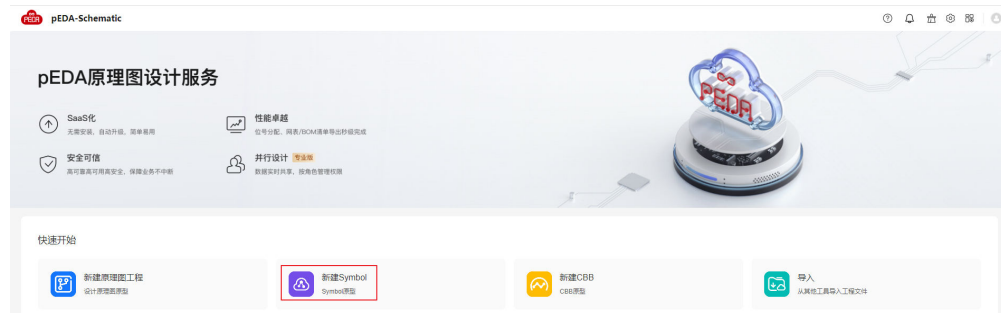 PEDA pEDA-Schematic
pEDA原理图设计服务
SaaS化
无需安装、自动升级、简单易用
性能卓越
位号分配、网表/BOM清单导出秒级完成
安全可信
高可靠高可用高安全，保障业务不中断
并行设计 专业版
数据实时共享，按角色管理权限
PEDA
快速开始
新建原理图工程
设计原理图原型
新建Symbol
Symbol原型
新建CBB
CBB原型
导入
从其他工具导入工程文件